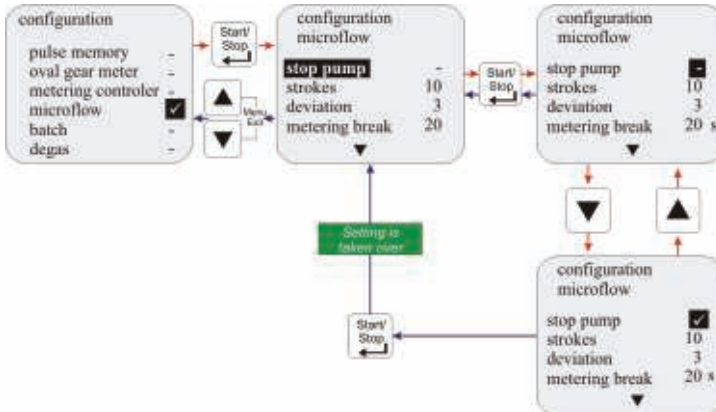 configuration
pulse memory -
oval gear meter -
metering controler -
microflow ✓
batch -
degas -
Start/
Stop
Menu
Exit
configuration
microflow
stop pump -
strokes 10
deviation 3
metering break 20
Start/
Stop
configuration
microflow
stop pump -
strokes 10
deviation 3
metering break 20 s
Setting is
taken over
Start/
Stop
configuration
microflow
stop pump ✓
strokes 10
deviation 3
metering break 20 s